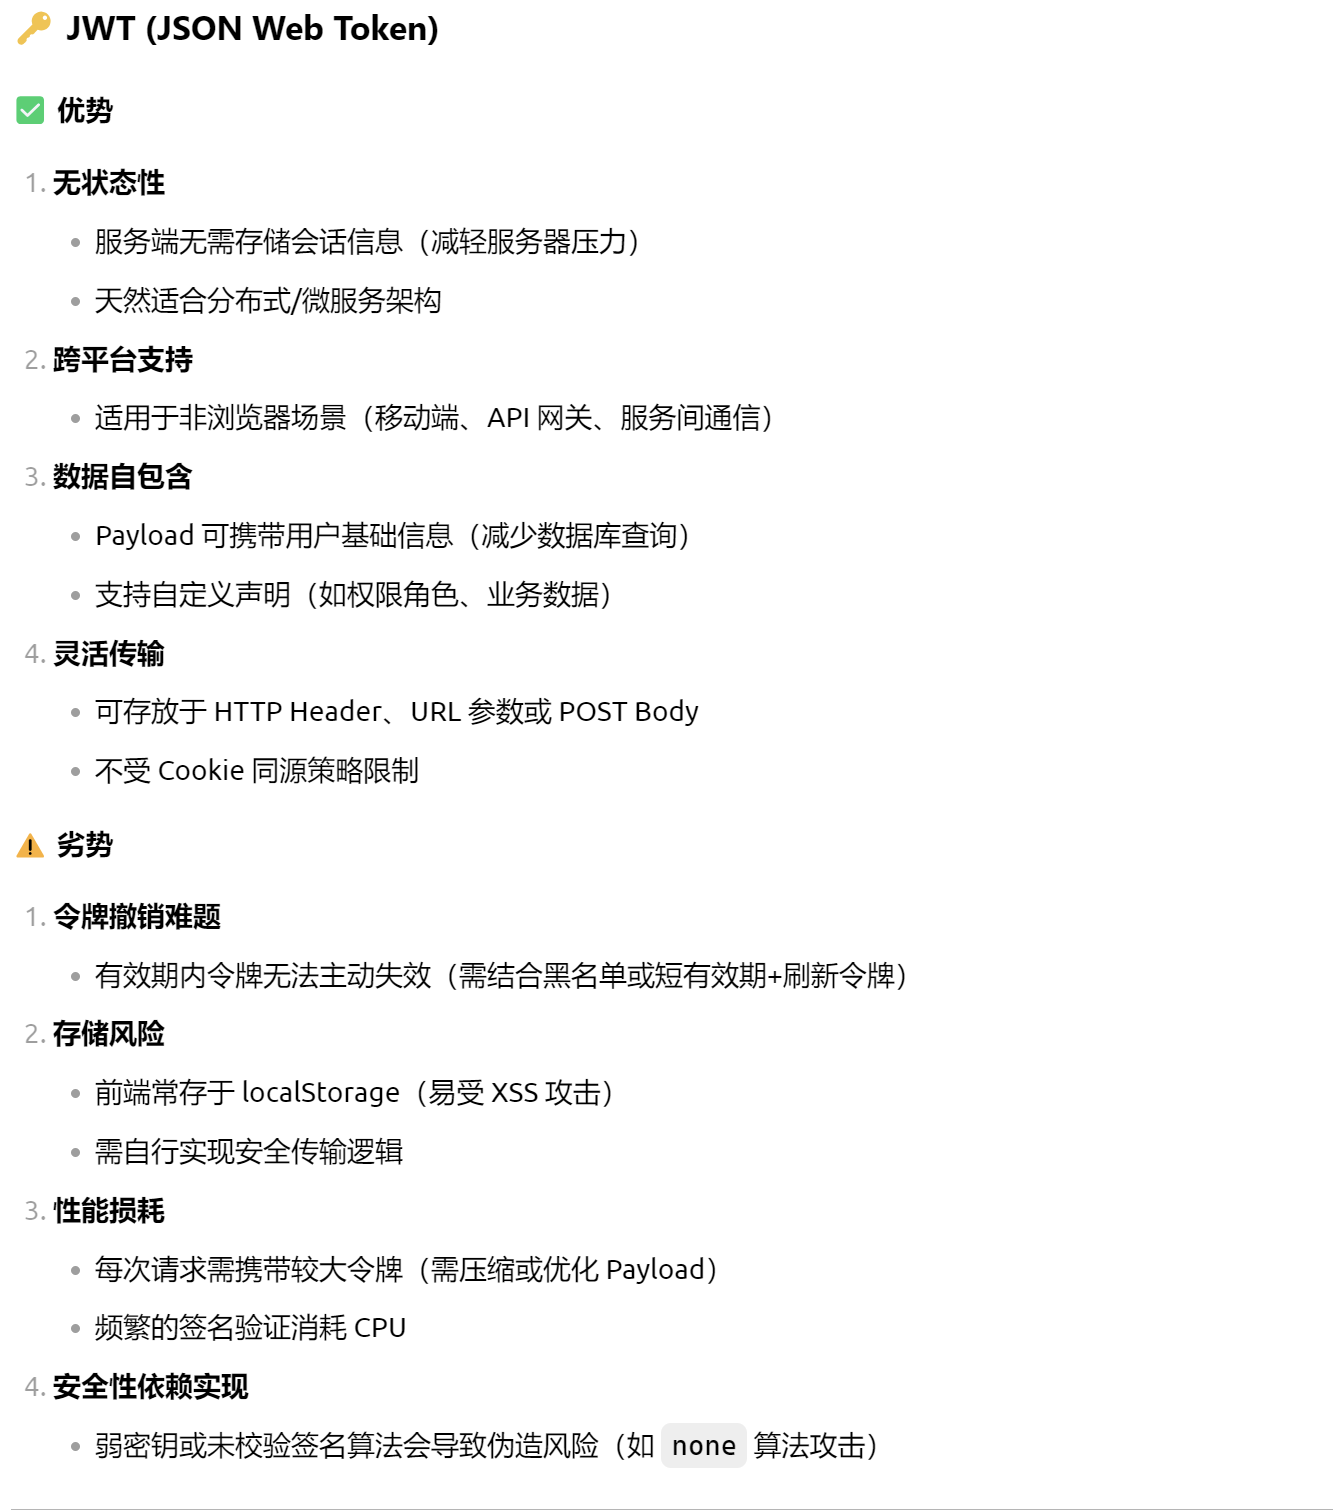 🔑 JWT (JSON Web Token)
✅ 优势
1. 无状态性
• 服务端无需存储会话信息（减轻服务器压力）
• 天然适合分布式/微服务架构
2. 跨平台支持
• 适用于非浏览器场景（移动端、API 网关、服务间通信）
3. 数据自包含
• Payload 可携带用户基础信息（减少数据库查询）
• 支持自定义声明（如权限角色、业务数据）
4. 灵活传输
• 可存放于 HTTP Header、URL 参数或 POST Body
• 不受 Cookie 同源策略限制
⚠️ 劣势
1. 令牌撤销难题
• 有效期内令牌无法主动失效（需结合黑名单或短有效期+刷新令牌）
2. 存储风险
• 前端常存于 localStorage（易受 XSS 攻击）
• 需自行实现安全传输逻辑
3. 性能损耗
• 每次请求需携带较大令牌（需压缩或优化 Payload）
• 频繁的签名验证消耗 CPU
4. 安全性依赖实现
• 弱密钥或未校验签名算法会导致伪造风险（如 none 算法攻击）